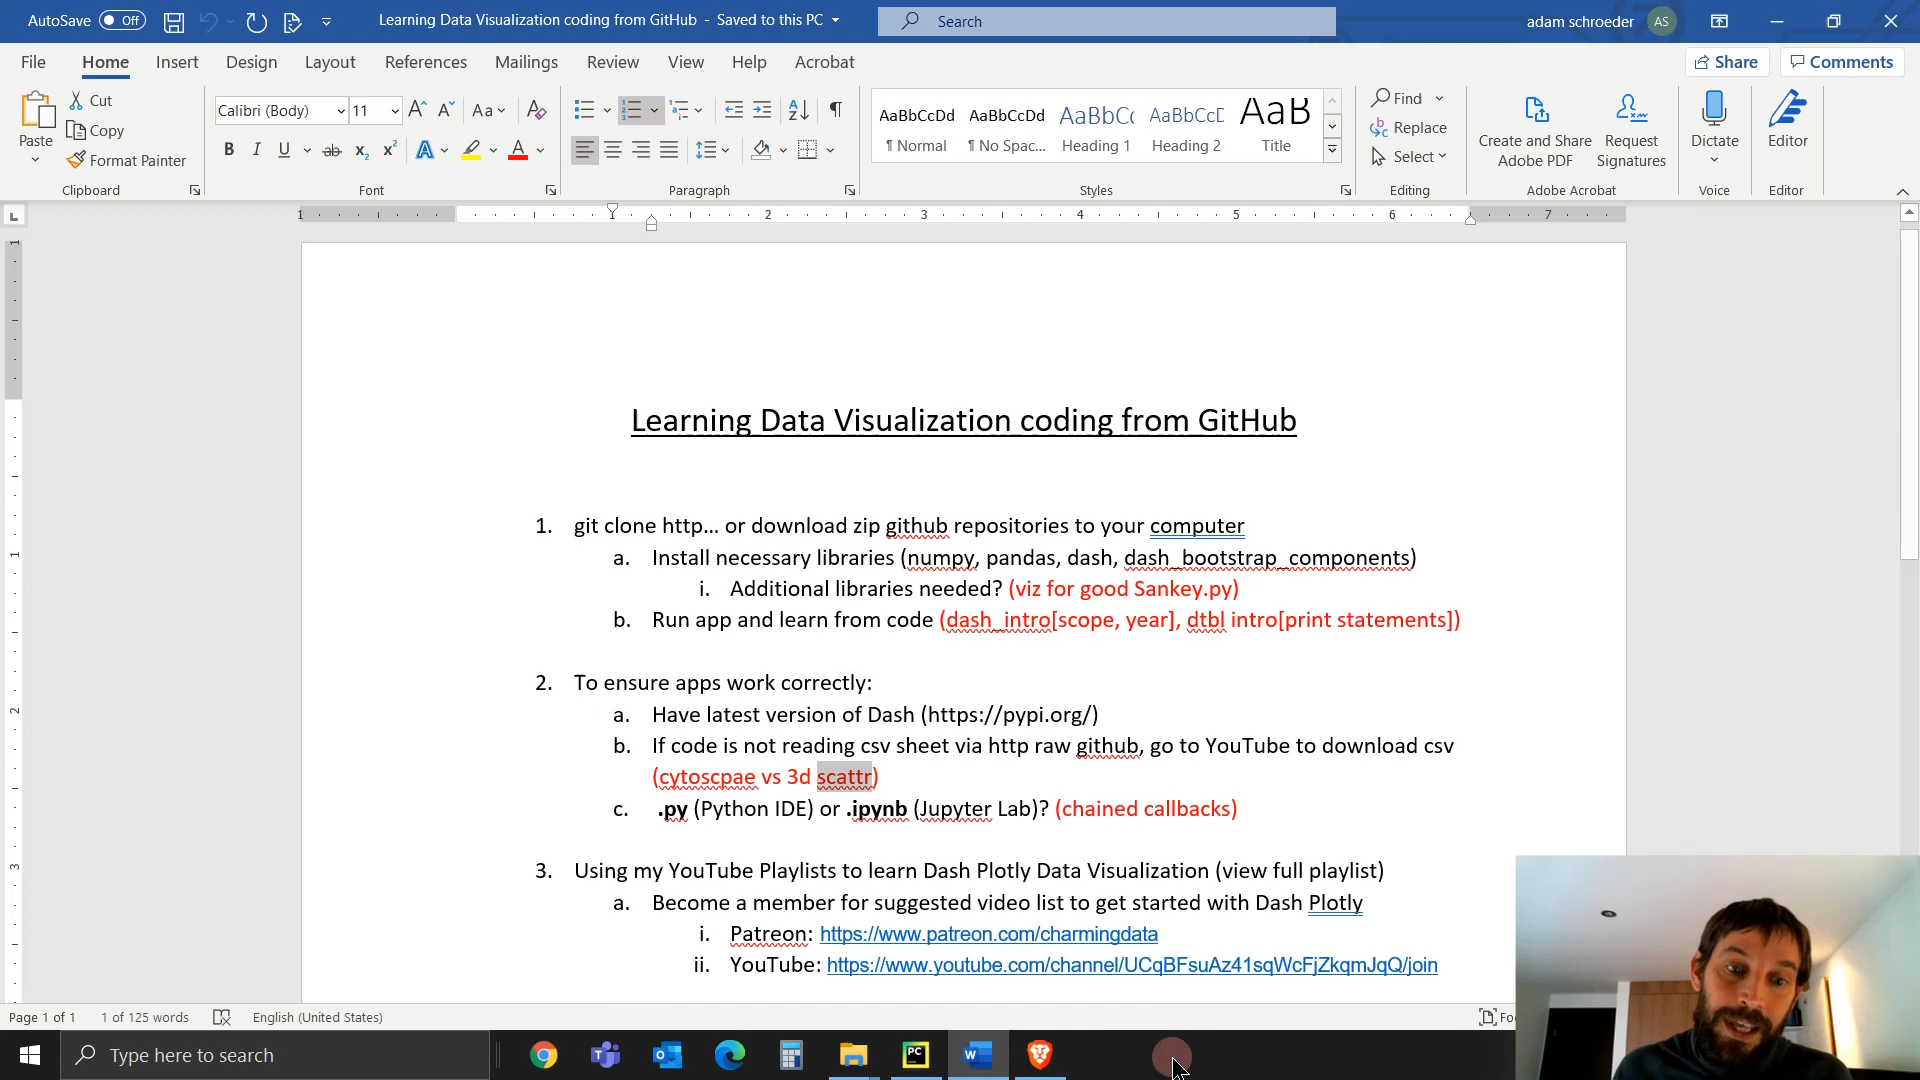 AutoSave Off Learning Data Visualization coding from GitHub - Saved to this PC Search adam schroeder AS
File Home Insert Design Layout References Mailings Review View Help Acrobat Share Comments
Paste Cut Copy Format Painter Clipboard
Calibri (Body) 11 Aa Font
Paragraph
AaBbCcDd AaBbCcDd AaBbCc AaBbCcD AaB
¶ Normal ¶ No Spac... Heading 1 Heading 2 Title
Styles
Find Replace Select Editing
Create and Share Adobe PDF Request Signatures Adobe Acrobat
Dictate Voice
Editor Editor
1 1 2 3 4 5 6 7
Learning Data Visualization coding from GitHub
1. git clone http... or download zip github repositories to your computer
a. Install necessary libraries (numpy, pandas, dash, dash_bootstrap_components)
i. Additional libraries needed? (viz for good Sankey.py)
b. Run app and learn from code (dash_intro[scope, year], dtbl intro[print statements])
2. To ensure apps work correctly:
a. Have latest version of Dash (https://pypi.org/)
b. If code is not reading csv sheet via http raw github, go to YouTube to download csv
(cytoscpae vs 3d scattr)
c. .py (Python IDE) or .ipynb (Jupyter Lab)? (chained callbacks)
3. Using my YouTube Playlists to learn Dash Plotly Data Visualization (view full playlist)
a. Become a member for suggested video list to get started with Dash Plotly
i. Patreon: https://www.patreon.com/charmingdata
ii. YouTube: https://www.youtube.com/channel/UCqBFsuAz41sqWcFjZkqmJqQ/join
Page 1 of 1 1 of 125 words English (United States)
Type here to search